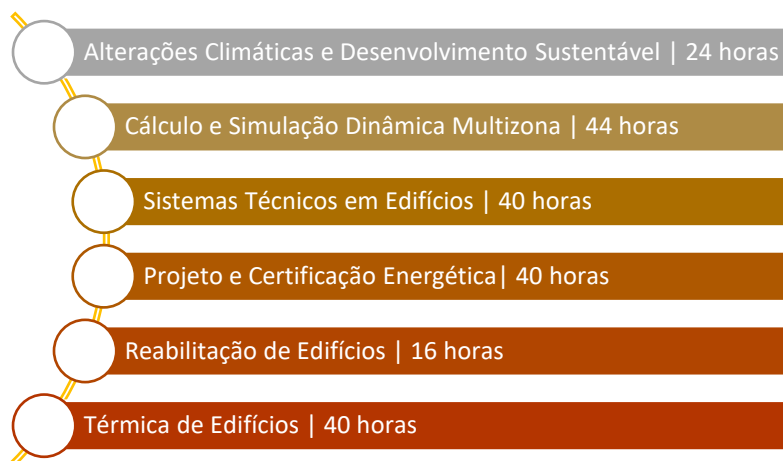 Alterações Climáticas e Desenvolvimento Sustentável | 24 horas
Cálculo e Simulação Dinâmica Multizona | 44 horas
Sistemas Técnicos em Edifícios | 40 horas
Projeto e Certificação Energética| 40 horas
Reabilitação de Edifícios | 16 horas
Térmica de Edifícios | 40 horas